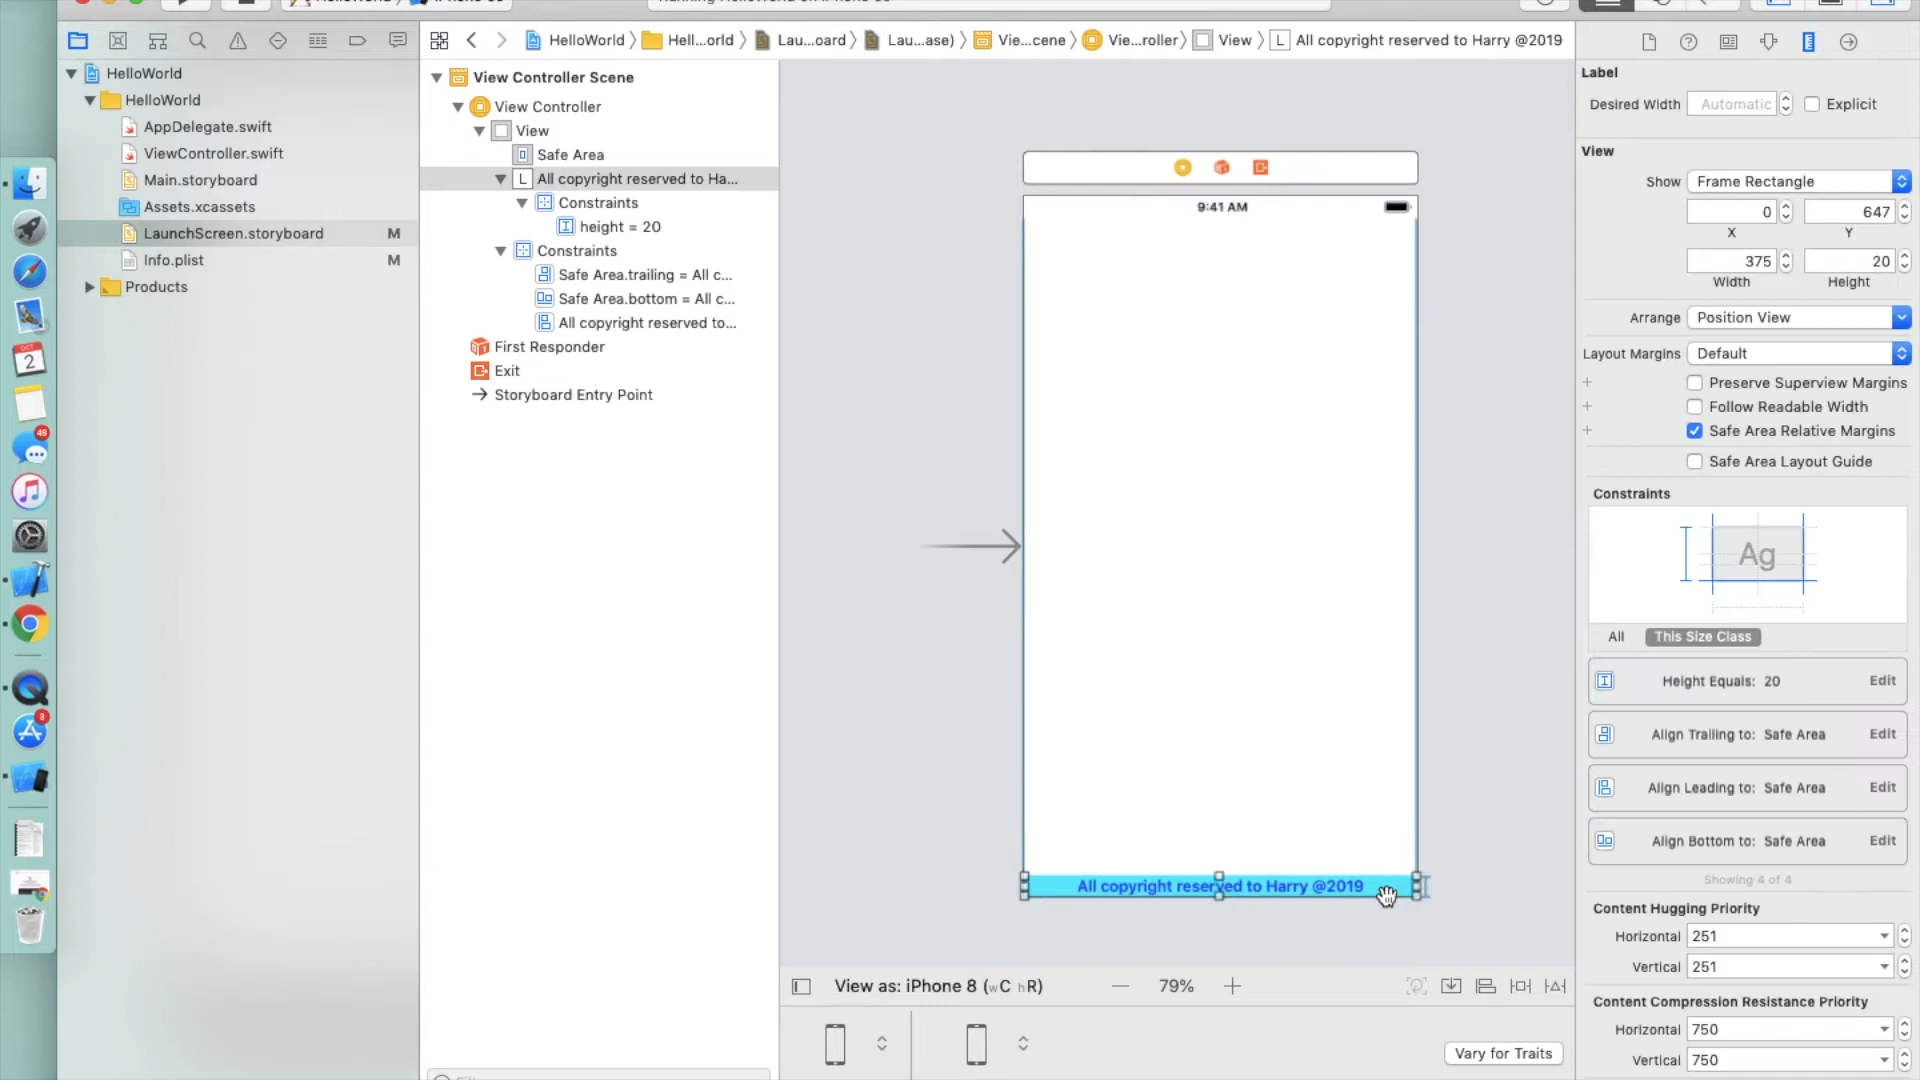 HelloWorld
Hell...orld
Lau...oard
Lau...ase)
Vie...cene
Vie...roller
View
L
All copyright reserved to Harry @2019
HelloWorld
HelloWorld
AppDelegate.swift
ViewController.swift
Main.storyboard
Assets.xcassets
LaunchScreen.storyboard M
Info.plist M
Products
View Controller Scene
View Controller
View
Safe Area
L All copyright reserved to Ha...
Constraints
height = 20
Constraints
Safe Area.trailing = All c...
Safe Area.bottom = All c...
All copyright reserved to...
First Responder
Exit
Storyboard Entry Point
9:41 AM
All copyright reserved to Harry @2019
View as: iPhone 8 (wC hR)
79%
Vary for Traits
Label
Desired Width Automatic Explicit
View
Show Frame Rectangle
0 647
X Y
375 20
Width Height
Arrange Position View
Layout Margins Default
Preserve Superview Margins
Follow Readable Width
Safe Area Relative Margins
Safe Area Layout Guide
Constraints
Ag
All This Size Class
Height Equals: 20 Edit
Align Trailing to: Safe Area Edit
Align Leading to: Safe Area Edit
Align Bottom to: Safe Area Edit
Showing 4 of 4
Content Hugging Priority
Horizontal 251
Vertical 251
Content Compression Resistance Priority
Horizontal 750
Vertical 750
OCT
2
49